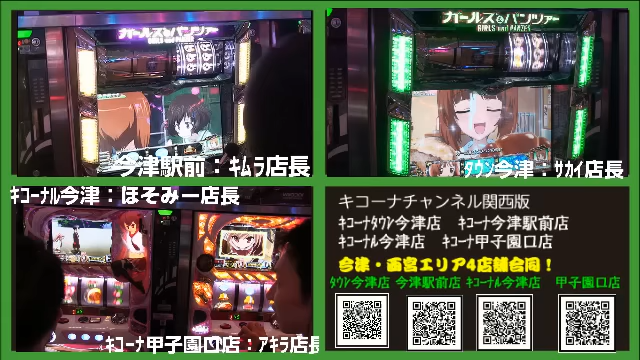 ガールズ&パンツァー
GIRLS und PANZER
今津駅前：ｷﾑﾗ店長
ガールズ&パンツァー
GIRLS und PANZER
ﾀｳﾝ今津：ｻｶｲ店長
ｷｺｰﾅﾙ今津：ほそみー店長
ｷｺｰﾅ甲子園口店：ｱｷﾗ店長
キコーナチャンネル関西版
ｷｺｰﾅﾀｳﾝ今津店　ｷｺｰﾅ今津駅前店
ｷｺｰﾅﾙ今津店　ｷｺｰﾅ甲子園口店
今津・西宮エリア4店舗合同！
ﾀｳﾝ今津店 今津駅前店 ｷｺｰﾅﾙ今津店　甲子園口店